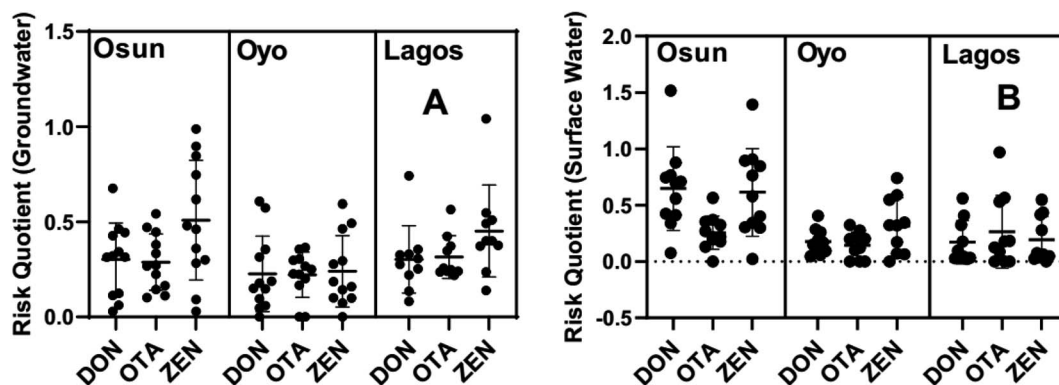 Risk Quotient (Groundwater)
1.5
1.0
0.5
0.0
Osun
Oyo
Lagos
A
DON
OTA
ZEN
DON
OTA
ZEN
DON
OTA
ZEN
Risk Quotient (Surface Water)
2.0
1.5
1.0
0.5
0.0
-0.5
Osun
Oyo
Lagos
B
DON
OTA
ZEN
DON
OTA
ZEN
DON
OTA
ZEN